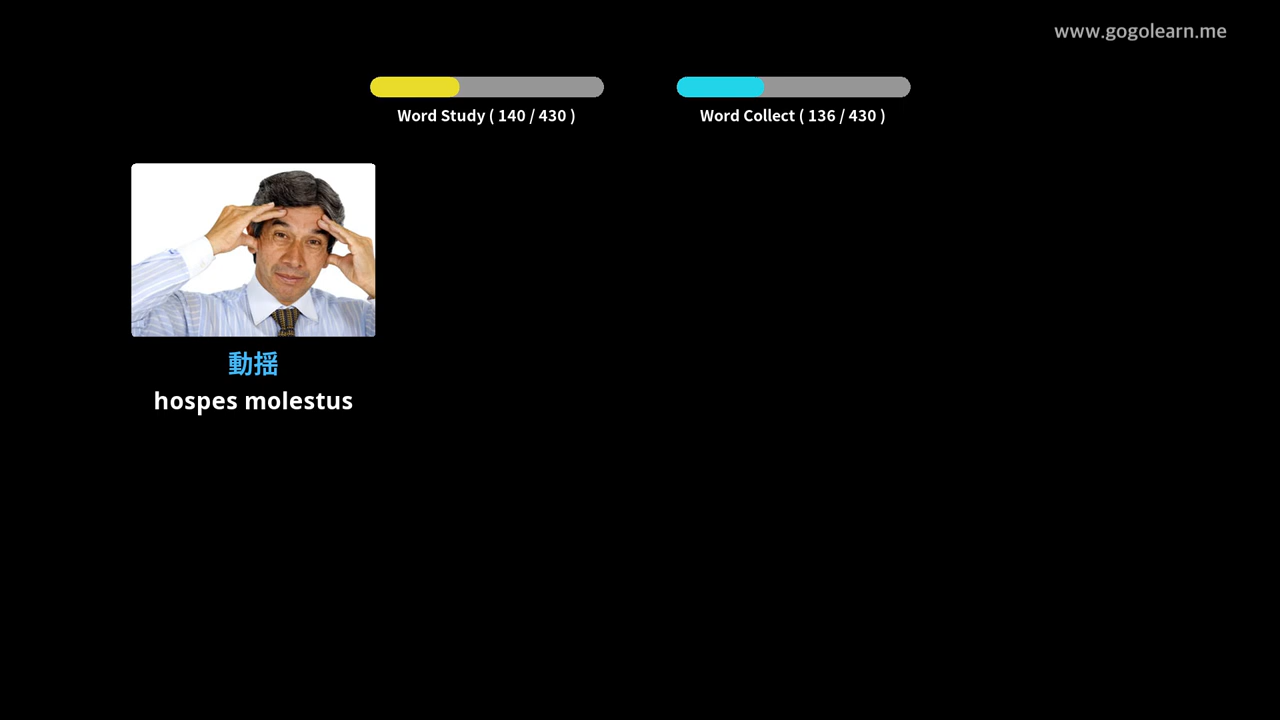 www.gogolearn.me
Word Study ( 140 / 430 )
Word Collect ( 136 / 430 )
動揺
hospes molestus